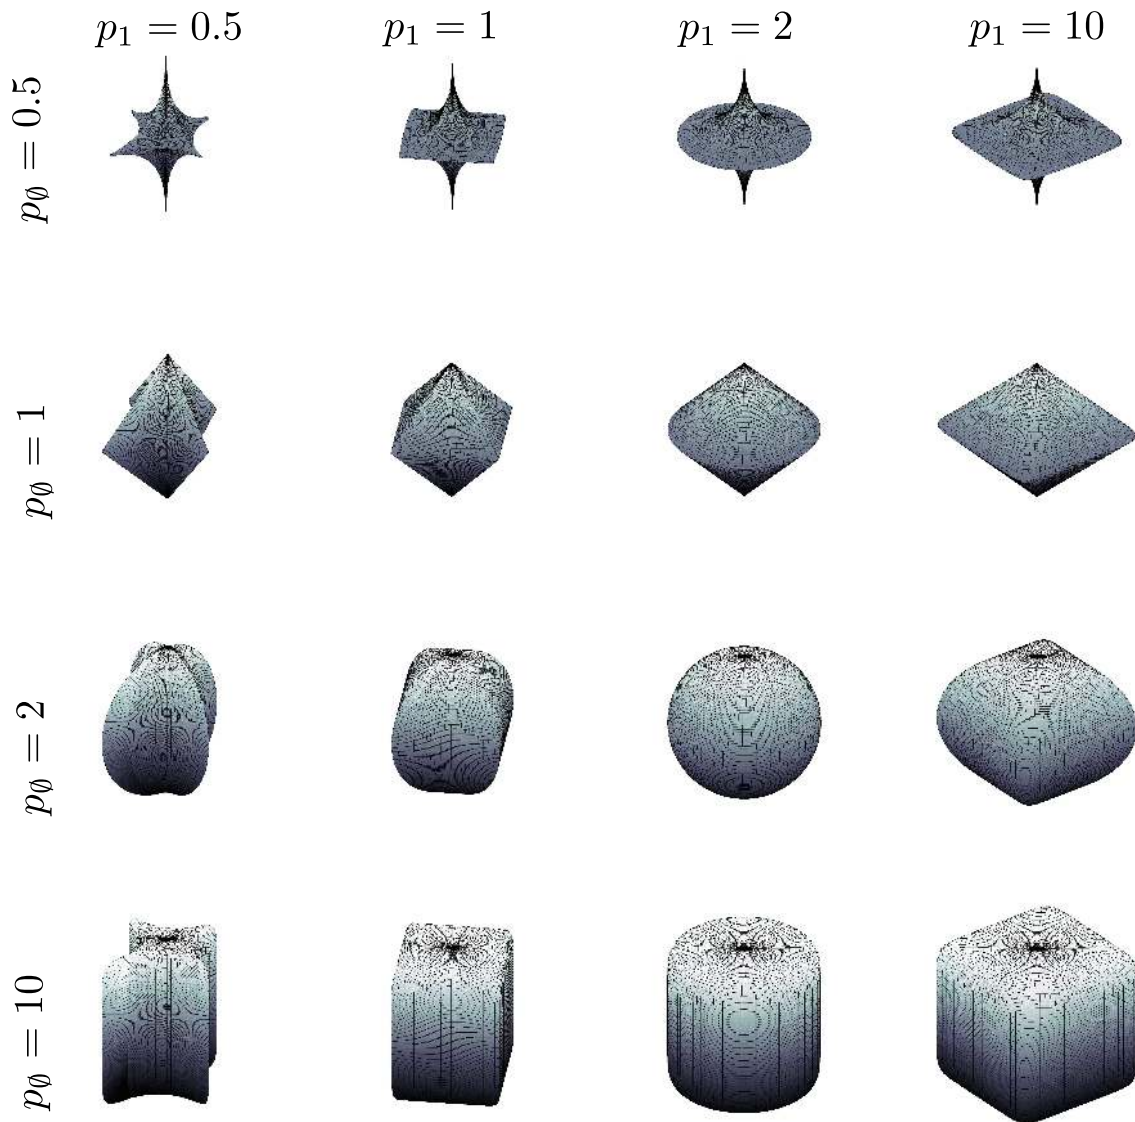 p₁ = 0.5
p₁ = 1
p₁ = 2
p₁ = 10
p∅ = 0.5
p∅ = 1
p∅ = 2
p∅ = 10